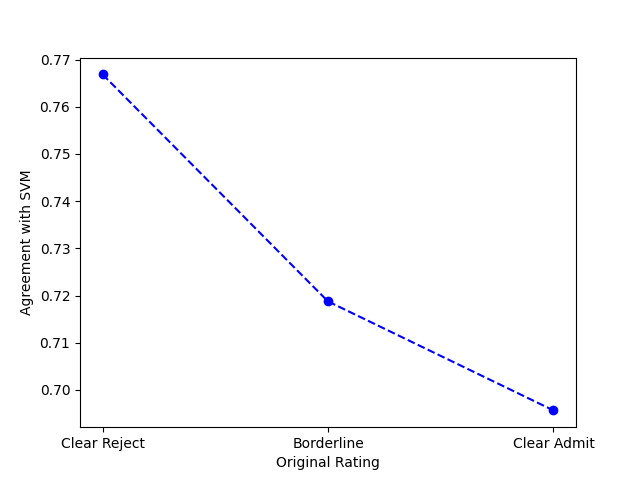 0.77
0.76
0.75
0.74
0.73
0.72
0.71
0.70
Agreement with SVM
Clear Reject
Borderline
Clear Admit
Original Rating